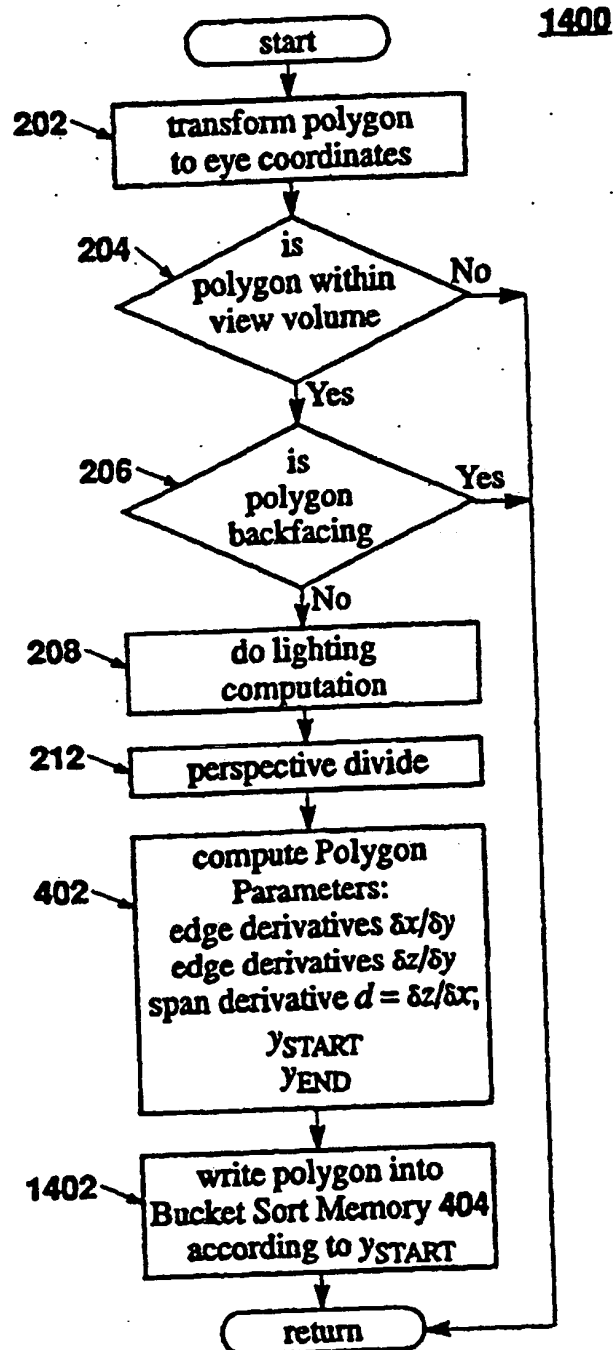 1400
start
202
transform polygon
to eye coordinates
204
is
polygon within
view volume
No
Yes
206
is
polygon
backfacing
Yes
No
208
do lighting
computation
212
perspective divide
402
compute Polygon
Parameters:
edge derivatives δx/δy
edge derivatives δz/δy
span derivative d = δz/δx;
ySTART
yEND
1402
write polygon into
Bucket Sort Memory 404
according to ySTART
return